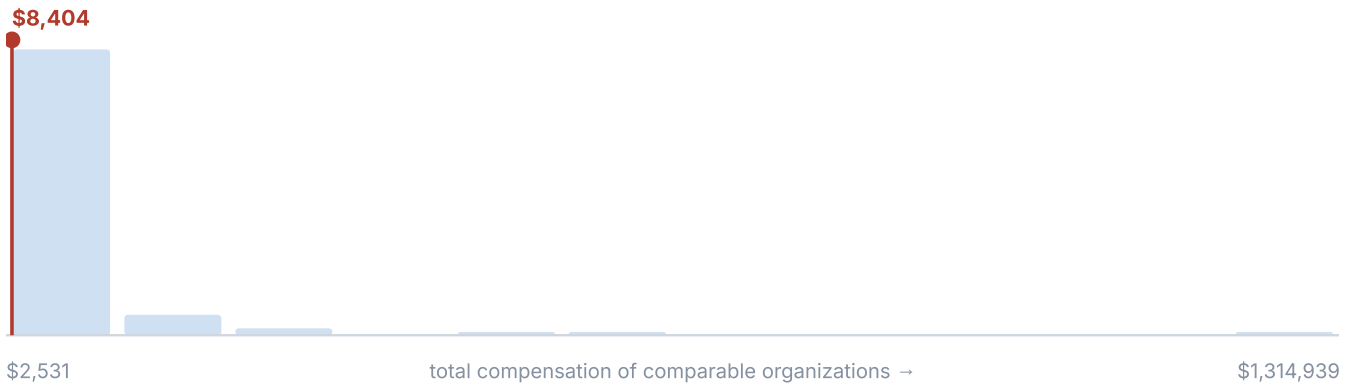 $8,404
$2,531
total compensation of comparable organizations →
$1,314,939